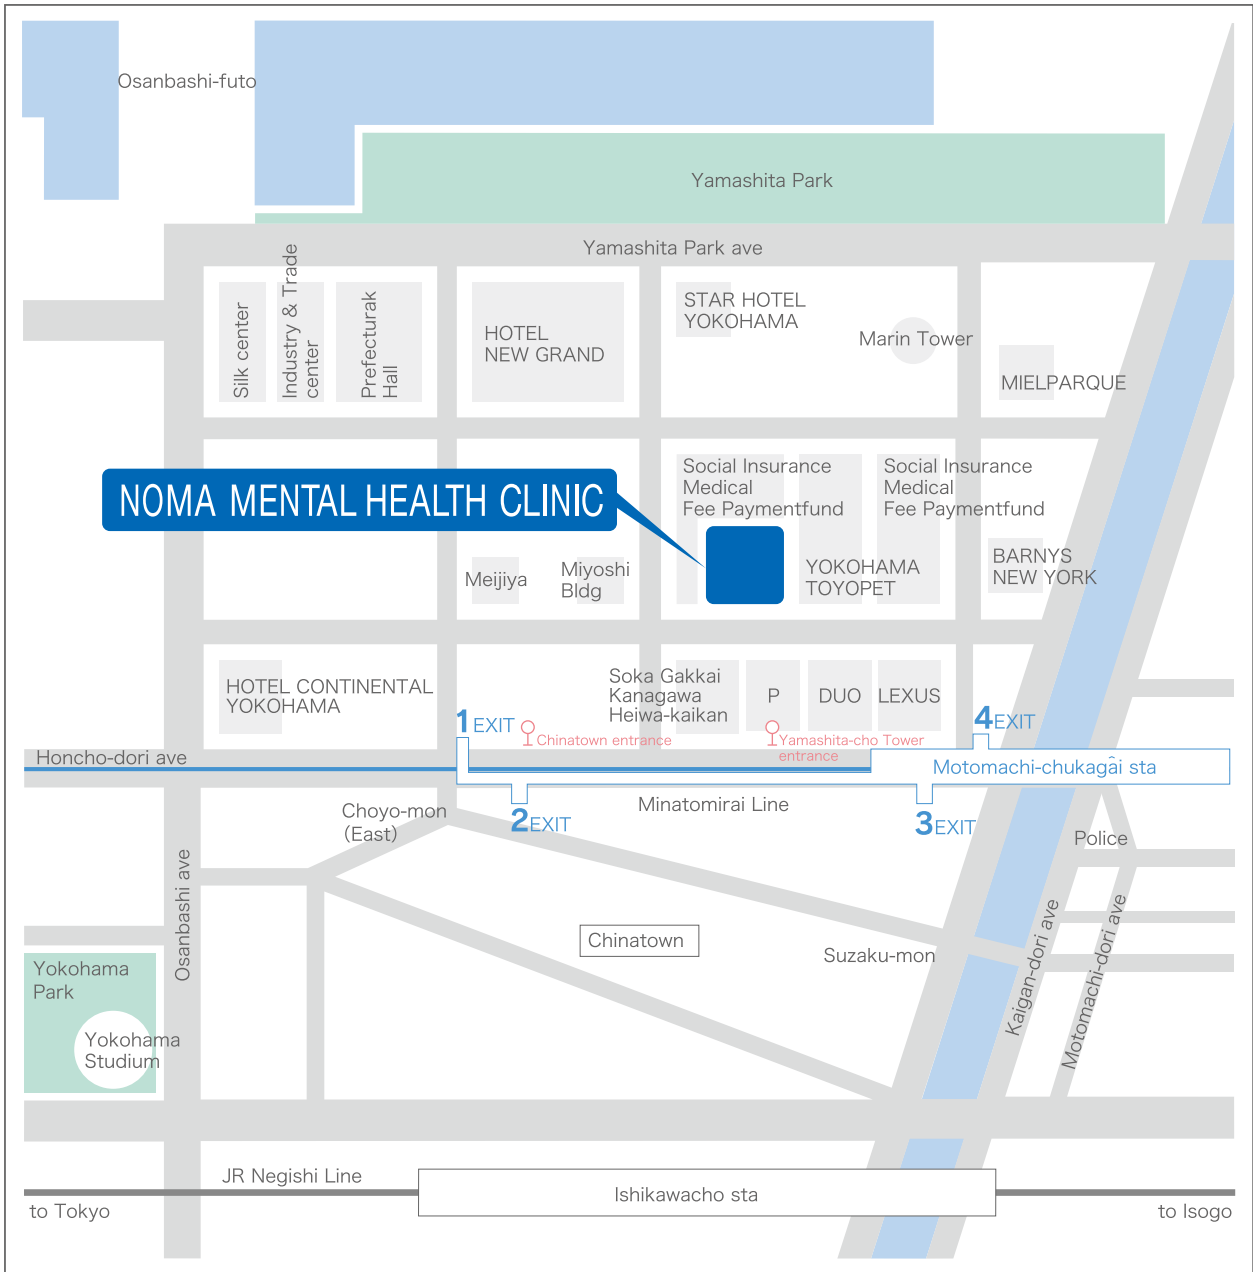 Osanbashi-futo
Yamashita Park
Yamashita Park ave
Silk center
Industry & Trade
center
Prefecturak
Hall
HOTEL
NEW GRAND
STAR HOTEL
YOKOHAMA
Marin Tower
MIELPARQUE
NOMA MENTAL HEALTH CLINIC
Social Insurance
Medical
Fee Paymentfund
Social Insurance
Medical
Fee Paymentfund
Meijiya
Miyoshi
Bldg
YOKOHAMA
TOYOPET
BARNYS
NEW YORK
HOTEL CONTINENTAL
YOKOHAMA
Soka Gakkai
Kanagawa
Heiwa-kaikan
P
DUO
LEXUS
1 EXIT
Chinatown entrance
Yamashita-cho Tower
entrance
4 EXIT
Honcho-dori ave
Motomachi-chukagai sta
Choyo-mon
(East)
2 EXIT
Minatomirai Line
3 EXIT
Police
Osanbashi ave
Chinatown
Suzaku-mon
Kaigan-dori ave
Motomachi-dori ave
Yokohama
Park
Yokohama
Studium
JR Negishi Line
Ishikawacho sta
to Tokyo
to Isogo